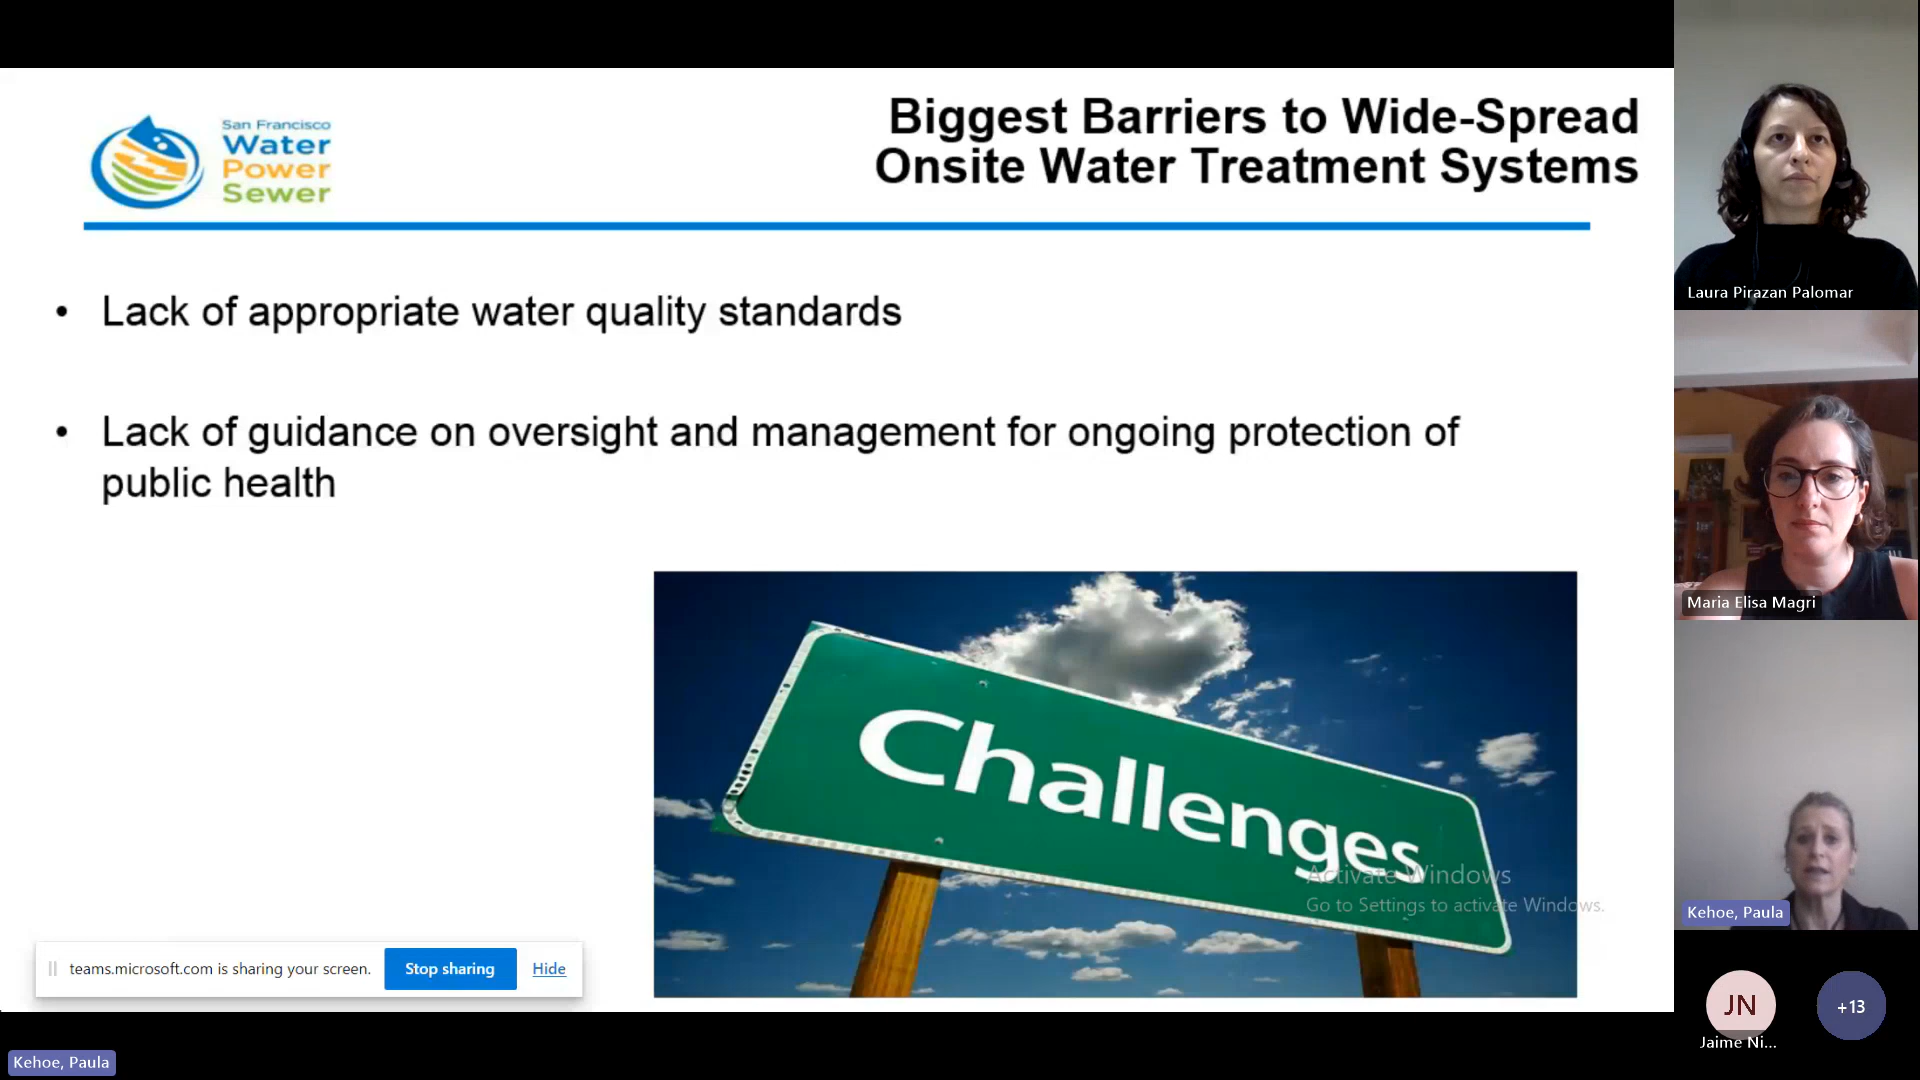 San Francisco
Water
Power
Sewer
Biggest Barriers to Wide-Spread
Onsite Water Treatment Systems
• Lack of appropriate water quality standards
• Lack of guidance on oversight and management for ongoing protection of
public health
Challenges
Activate Windows
Go to Settings to activate Windows.
teams.microsoft.com is sharing your screen.
Stop sharing
Hide
Kehoe, Paula
Laura Pirazan Palomar
Maria Elisa Magri
Kehoe, Paula
JN
Jaime Ni...
+13